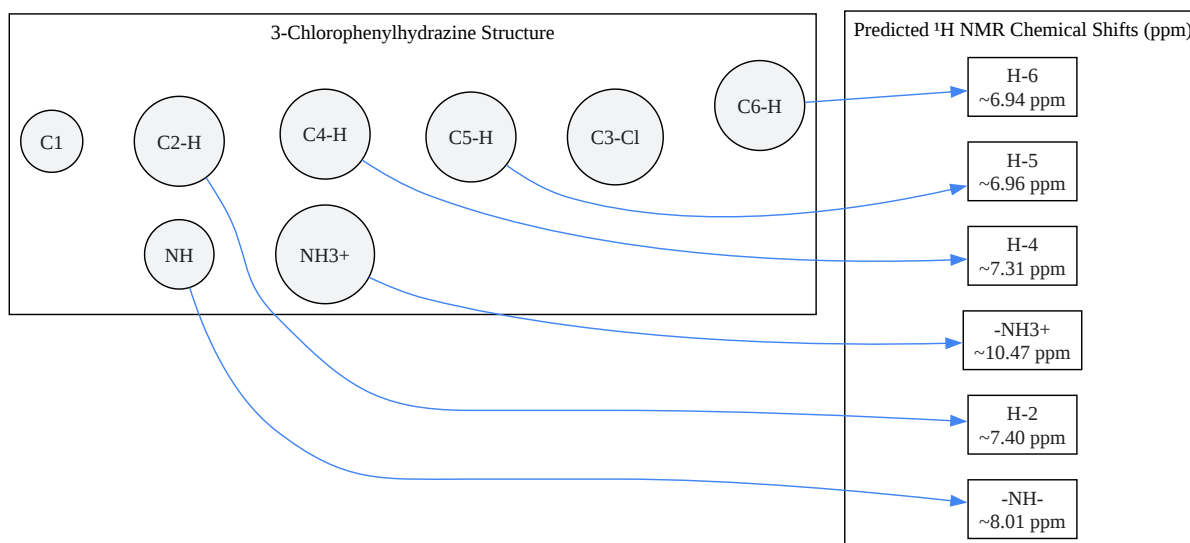 3-Chlorophenylhydrazine Structure
C1
C2-H
C4-H
C5-H
C3-Cl
C6-H
NH
NH3+
Predicted ¹H NMR Chemical Shifts (ppm)
H-6
~6.94 ppm
H-5
~6.96 ppm
H-4
~7.31 ppm
-NH3+
~10.47 ppm
H-2
~7.40 ppm
-NH-
~8.01 ppm